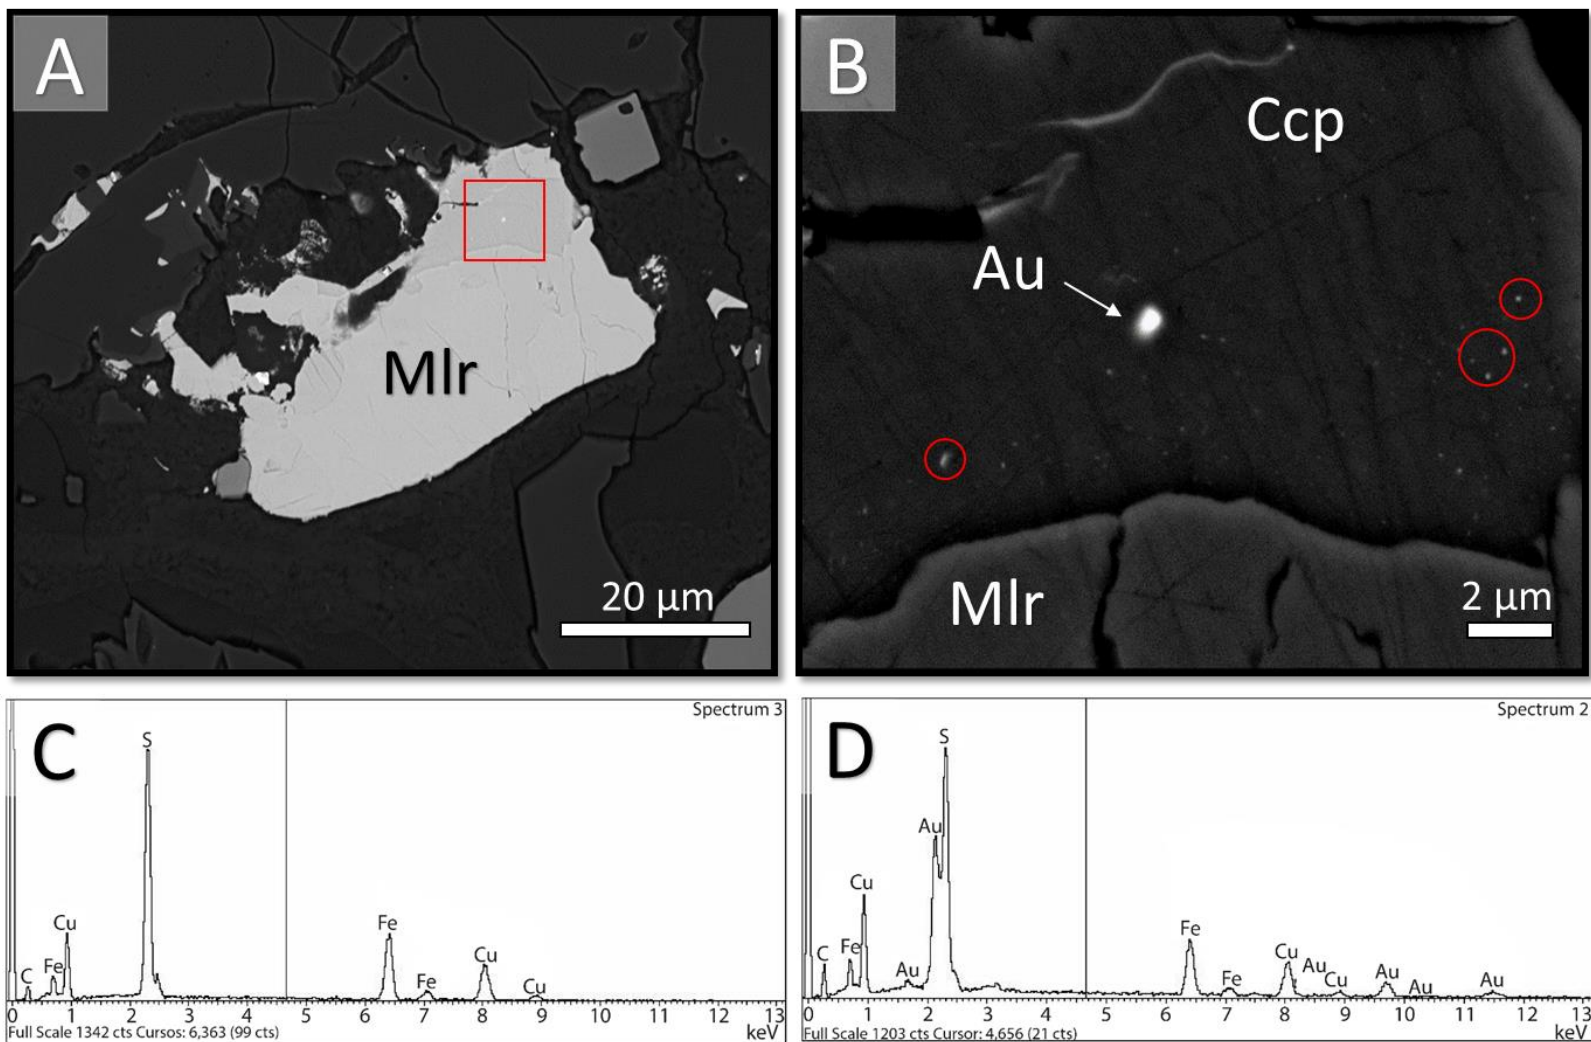 A
Mlr
20 μm
B
Ccp
Au
Mlr
2 μm
C
Spectrum 3
S
Cu
C
Fe
Fe
Fe
Cu
Cu
0 1 2 3 4 5 6 7 8 9 10 11 12 13
Full Scale 1342 cts Cursos: 6,363 (99 cts)
keV
D
Spectrum 2
S
Au
Cu
C
Fe
Au
Fe
Fe
Cu
Au
Cu
Au
Au
Au
0 1 2 3 4 5 6 7 8 9 10 11 12 13
Full Scale 1203 cts Cursor: 4,656 (21 cts)
keV